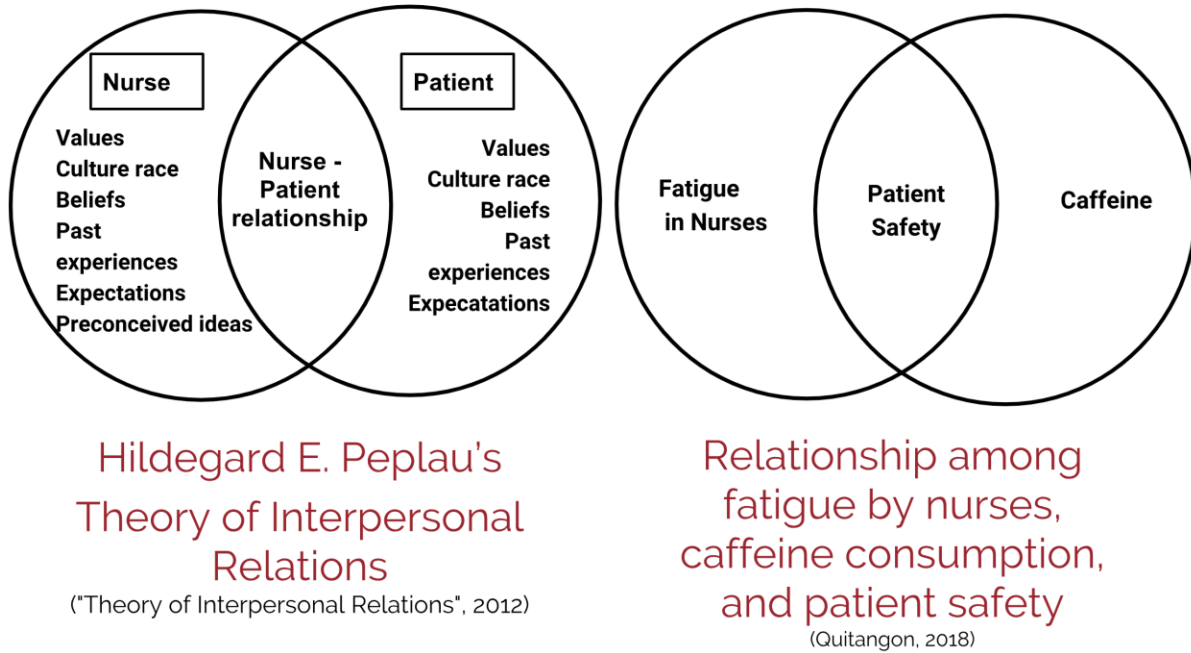 Nurse
Values
Culture race
Beliefs
Past
experiences
Expectations
Preconceived ideas
Nurse -
Patient
relationship
Patient
Values
Culture race
Beliefs
Past
experiences
Expecatations
Hildegard E. Peplau’s
Theory of Interpersonal
Relations
("Theory of Interpersonal Relations", 2012)
Fatigue
in Nurses
Patient
Safety
Caffeine
Relationship among
fatigue by nurses,
caffeine consumption,
and patient safety
(Quitangon, 2018)